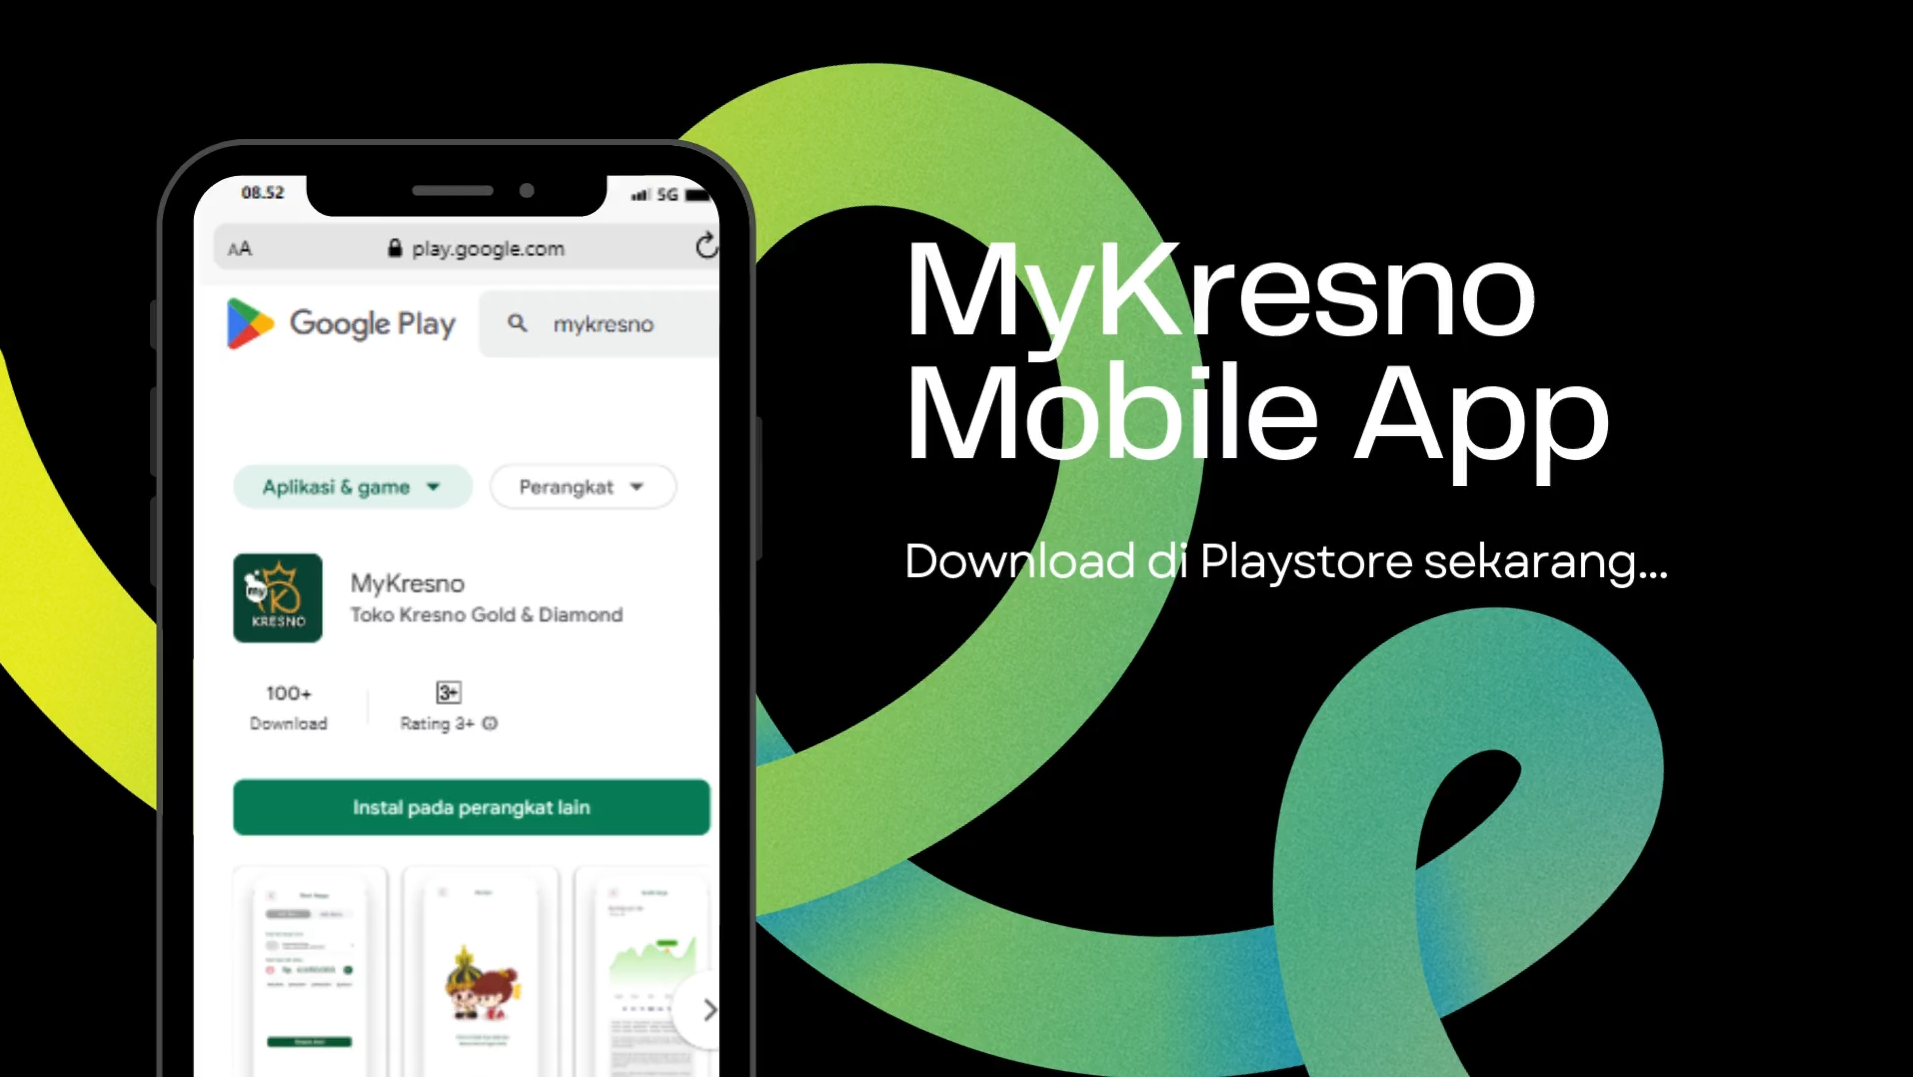 08.52
5G
AA
play.google.com
Google Play
mykresno
MyKresno
Mobile App
Aplikasi & game
Perangkat
Download di Playstore sekarang...
my
KRESNO
MyKresno
Toko Kresno Gold & Diamond
100+
Download
3+
Rating 3+
Instal pada perangkat lain